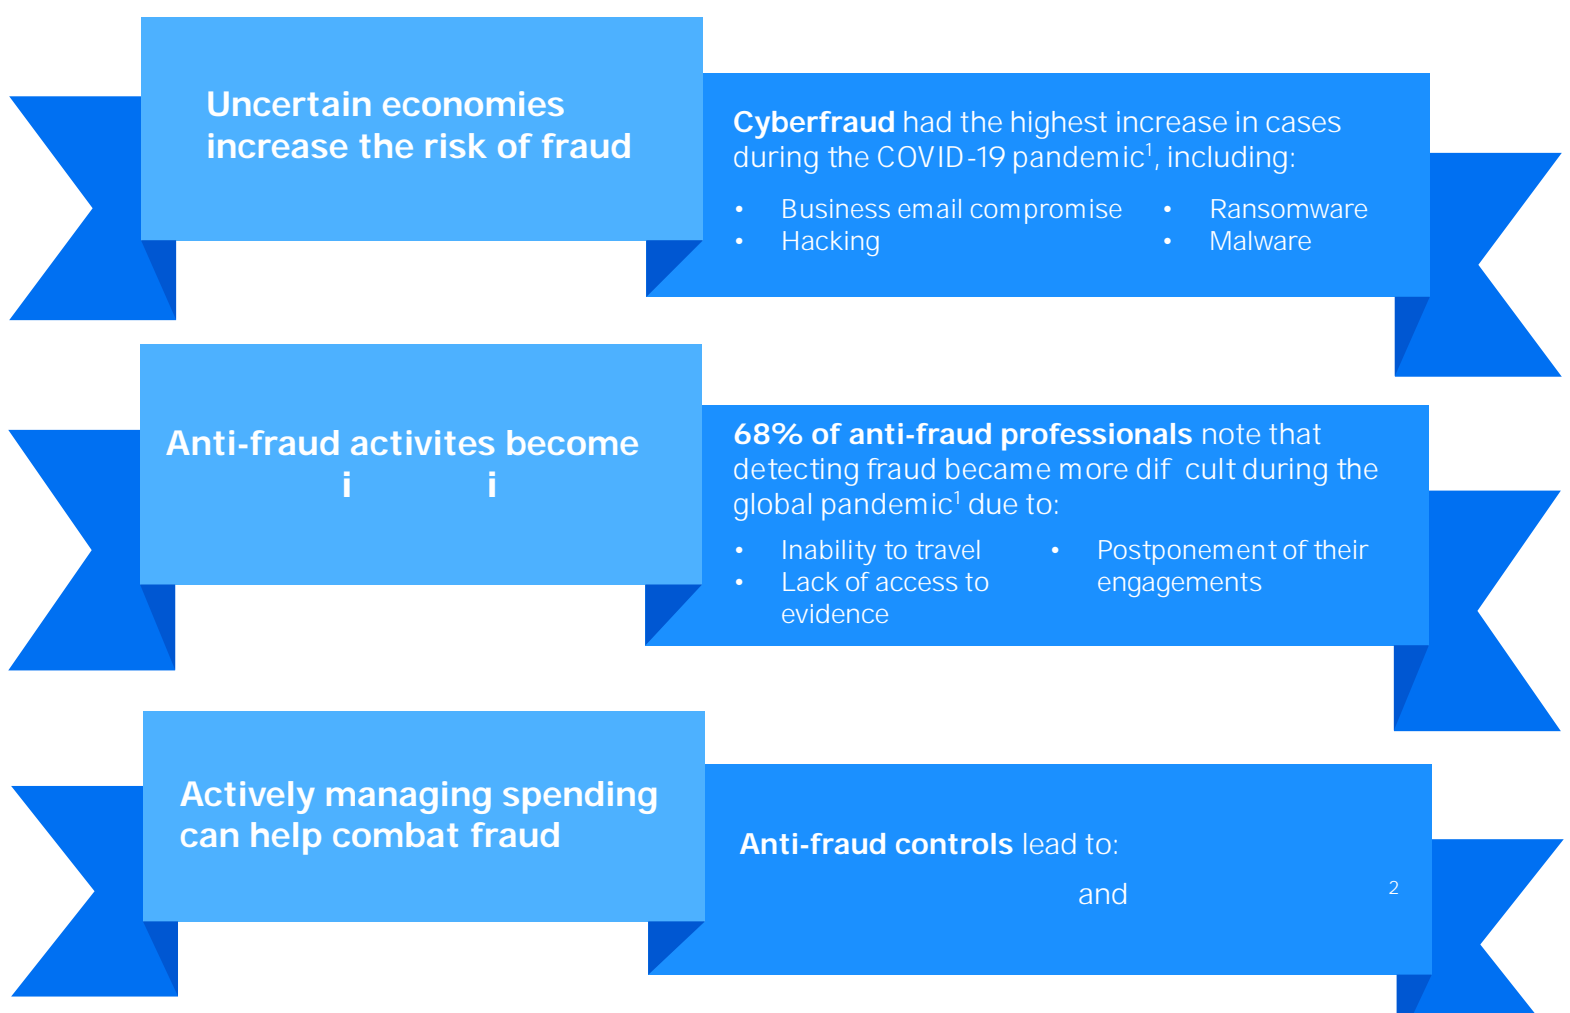 Uncertain economies
increase the risk of fraud
Cyberfraud had the highest increase in cases
during the COVID-19 pandemic1, including:
• Business email compromise
• Hacking
• Ransomware
• Malware
Anti-fraud activites become
i i
68% of anti-fraud professionals note that
detecting fraud became more dif cult during the
global pandemic1 due to:
• Inability to travel
• Lack of access to
evidence
• Postponement of their
engagements
Actively managing spending
can help combat fraud
Anti-fraud controls lead to:
and 2